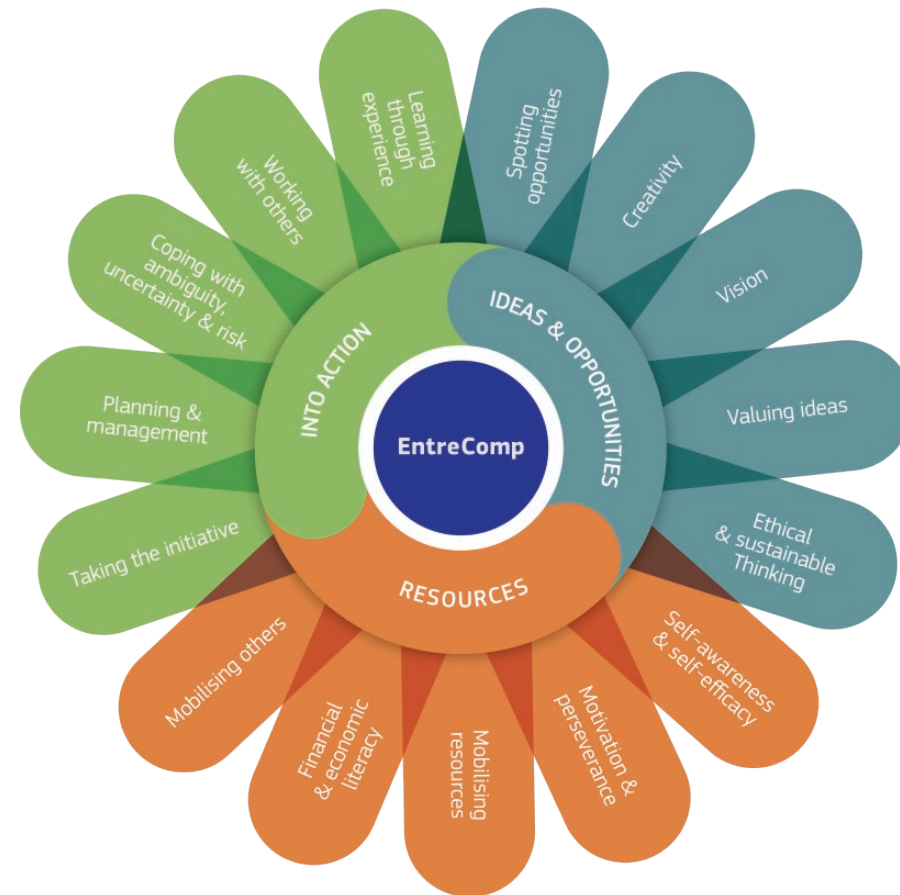 EntreComp
IDEAS & OPPORTUNITIES
Spotting
opportunities
Creativity
Vision
Valuing ideas
Ethical
& sustainable
Thinking
RESOURCES
Self-awareness
& self-efficacy
Motivation &
perseverance
Mobilising
resources
Financial
& economic
literacy
Mobilising others
INTO ACTION
Taking the initiative
Planning &
management
Coping with
ambiguity,
uncertainty & risk
Working
with others
Learning
through
experience